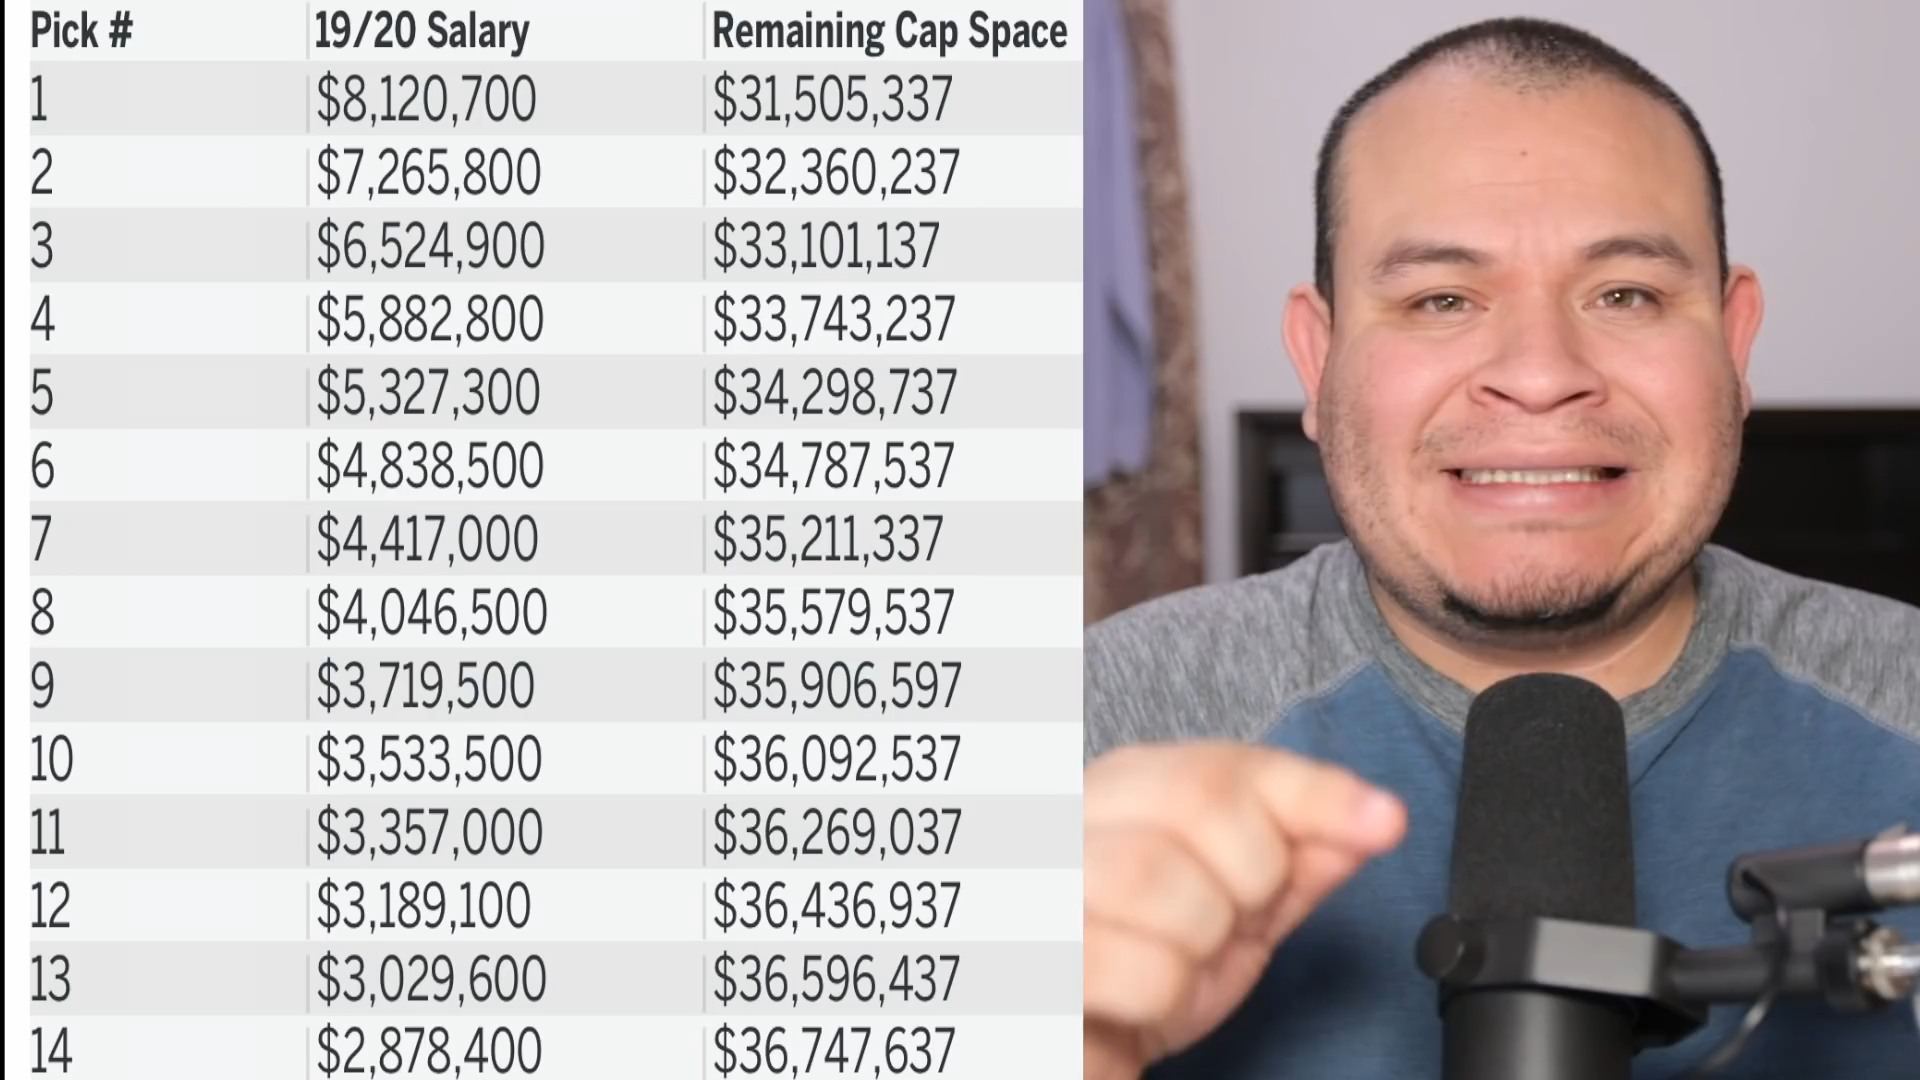 Pick # 19/20 Salary Remaining Cap Space
1 $8,120,700 $31,505,337
2 $7,265,800 $32,360,237
3 $6,524,900 $33,101,137
4 $5,882,800 $33,743,237
5 $5,327,300 $34,298,737
6 $4,838,500 $34,787,537
7 $4,417,000 $35,211,337
8 $4,046,500 $35,579,537
9 $3,719,500 $35,906,597
10 $3,533,500 $36,092,537
11 $3,357,000 $36,269,037
12 $3,189,100 $36,436,937
13 $3,029,600 $36,596,437
14 $2,878,400 $36,747,637